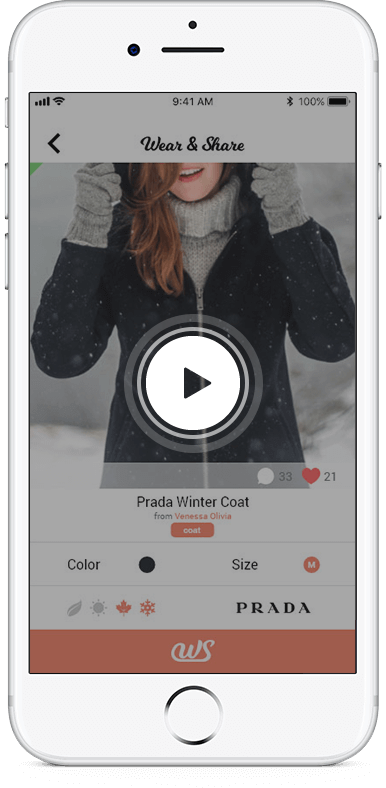 9:41 AM 100%
Wear & Share
33 21
Prada Winter Coat
from Venessa Olivia
coat
Color Size M
PRADA
WS